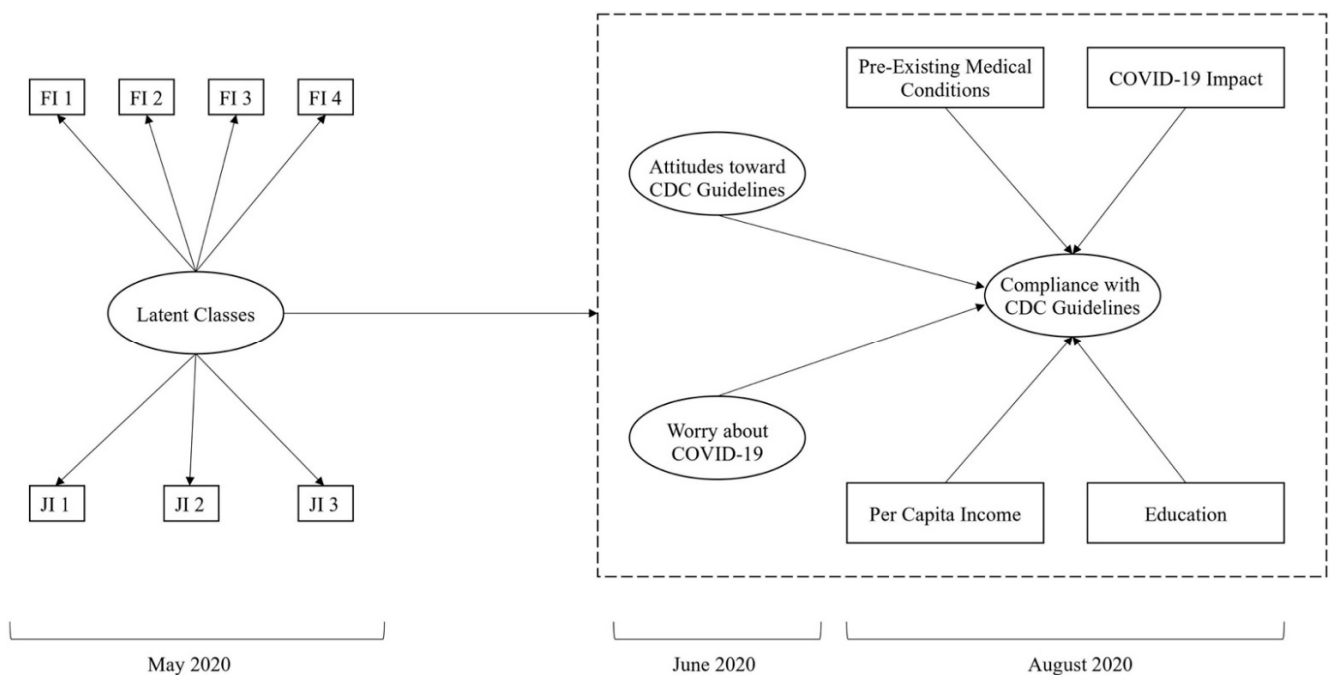 FI 1
FI 2
FI 3
FI 4
Latent Classes
JI 1
JI 2
JI 3
Pre-Existing Medical
Conditions
COVID-19 Impact
Attitudes toward
CDC Guidelines
Compliance with
CDC Guidelines
Worry about
COVID-19
Per Capita Income
Education
May 2020
June 2020
August 2020